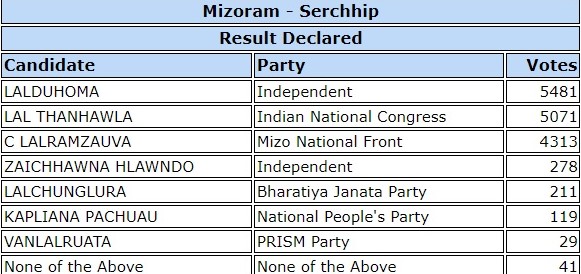 Mizoram - Serchhip
Result Declared
Candidate Party Votes
LALDUHOMA Independent 5481
LAL THANHAWLA Indian National Congress 5071
C LALRAMZAUVA Mizo National Front 4313
ZAICHHAWNA HLAWNDO Independent 278
LALCHUNGLURA Bharatiya Janata Party 211
KAPLIANA PACHUAU National People's Party 119
VANLALRUATA PRISM Party 29
None of the Above None of the Above 41